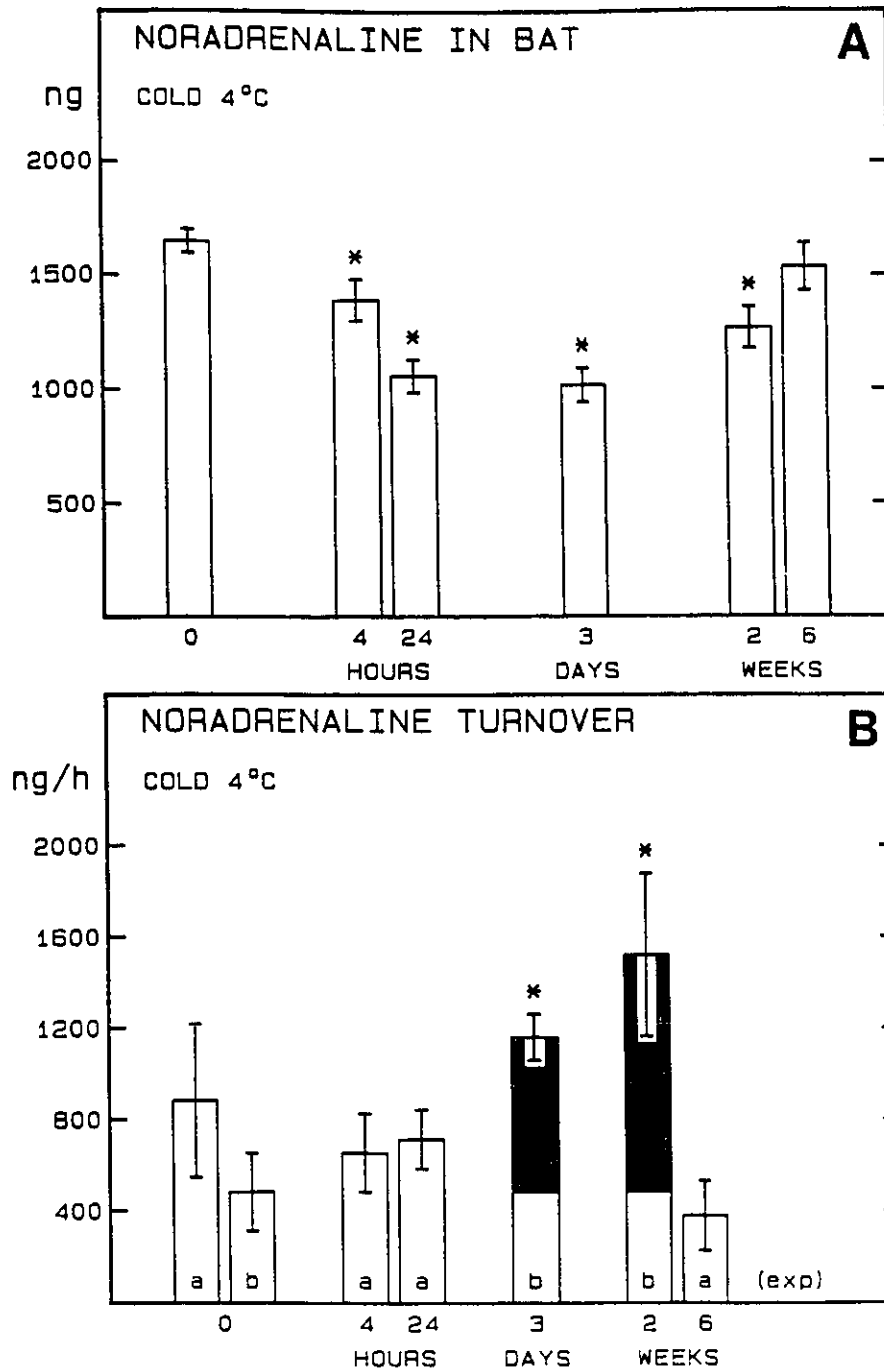 NORADRENALINE IN BAT A
ng COLD 4°C
2000
1500
1000
500
* * * *
0 4 24 3 2 6
HOURS DAYS WEEKS
NORADRENALINE TURNOVER B
ng/h COLD 4°C
2000
1600
1200
800
400
* *
a b a a b b a (exp)
0 4 24 3 2 6
HOURS DAYS WEEKS